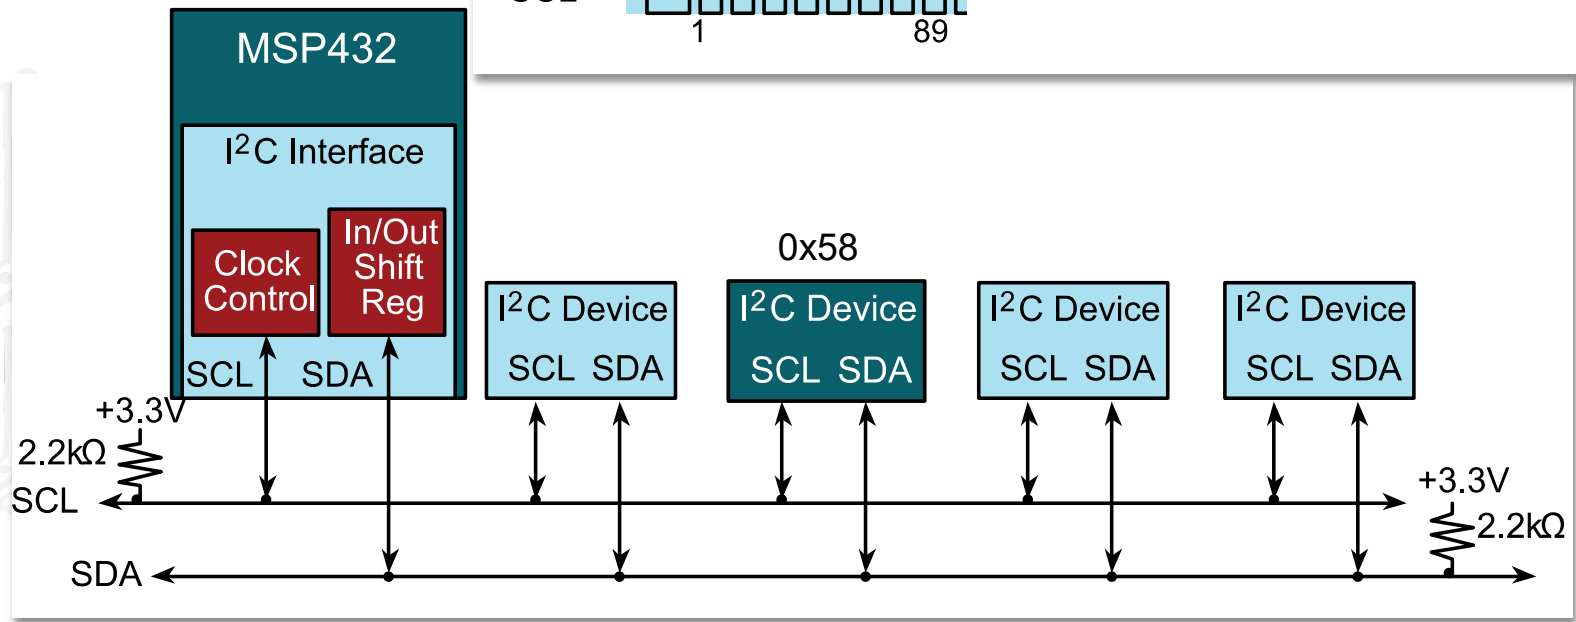 1 89
MSP432
I²C Interface
Clock
Control
In/Out
Shift
Reg
SCL SDA
0x58
I²C Device
SCL SDA
I²C Device
SCL SDA
I²C Device
SCL SDA
I²C Device
SCL SDA
+3.3V
2.2kΩ
SCL
+3.3V
2.2kΩ
SDA